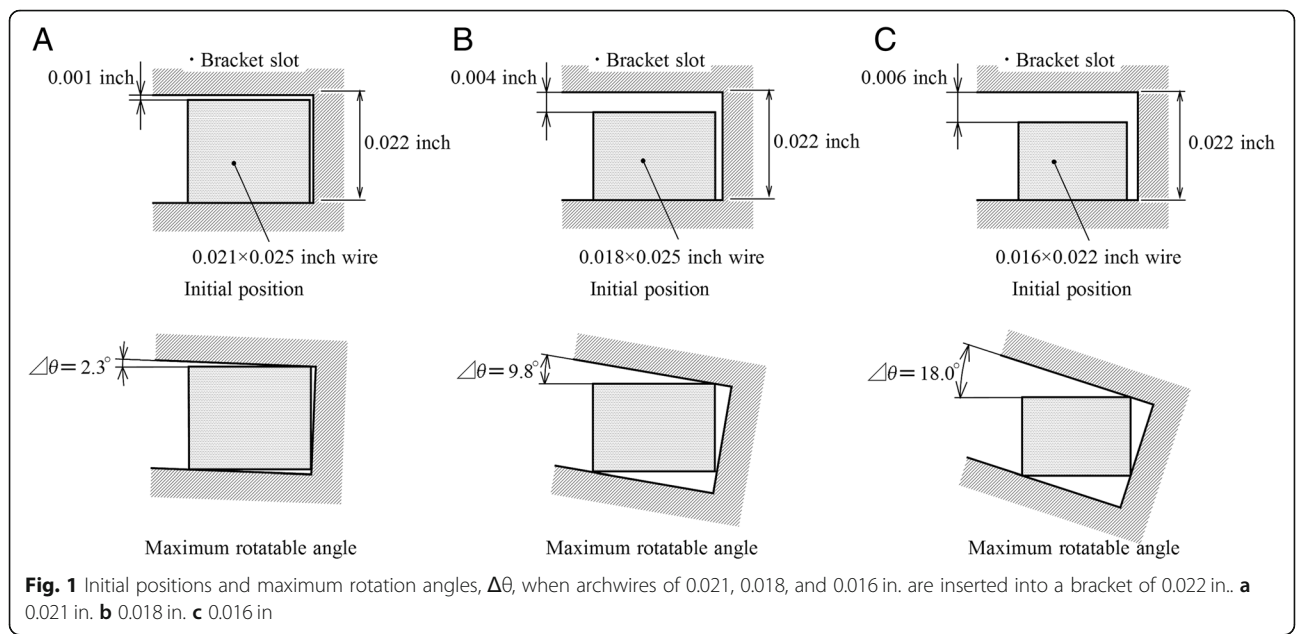 A
B
C
・Bracket slot
・Bracket slot
・Bracket slot
0.001 inch
0.004 inch
0.006 inch
0.022 inch
0.022 inch
0.022 inch
0.021×0.025 inch wire
0.018×0.025 inch wire
0.016×0.022 inch wire
Initial position
Initial position
Initial position
⊿θ= 2.3°
⊿θ= 9.8°
⊿θ= 18.0°
Maximum rotatable angle
Maximum rotatable angle
Maximum rotatable angle
Fig. 1 Initial positions and maximum rotation angles, Δθ, when archwires of 0.021, 0.018, and 0.016 in. are inserted into a bracket of 0.022 in.. a
0.021 in. b 0.018 in. c 0.016 in